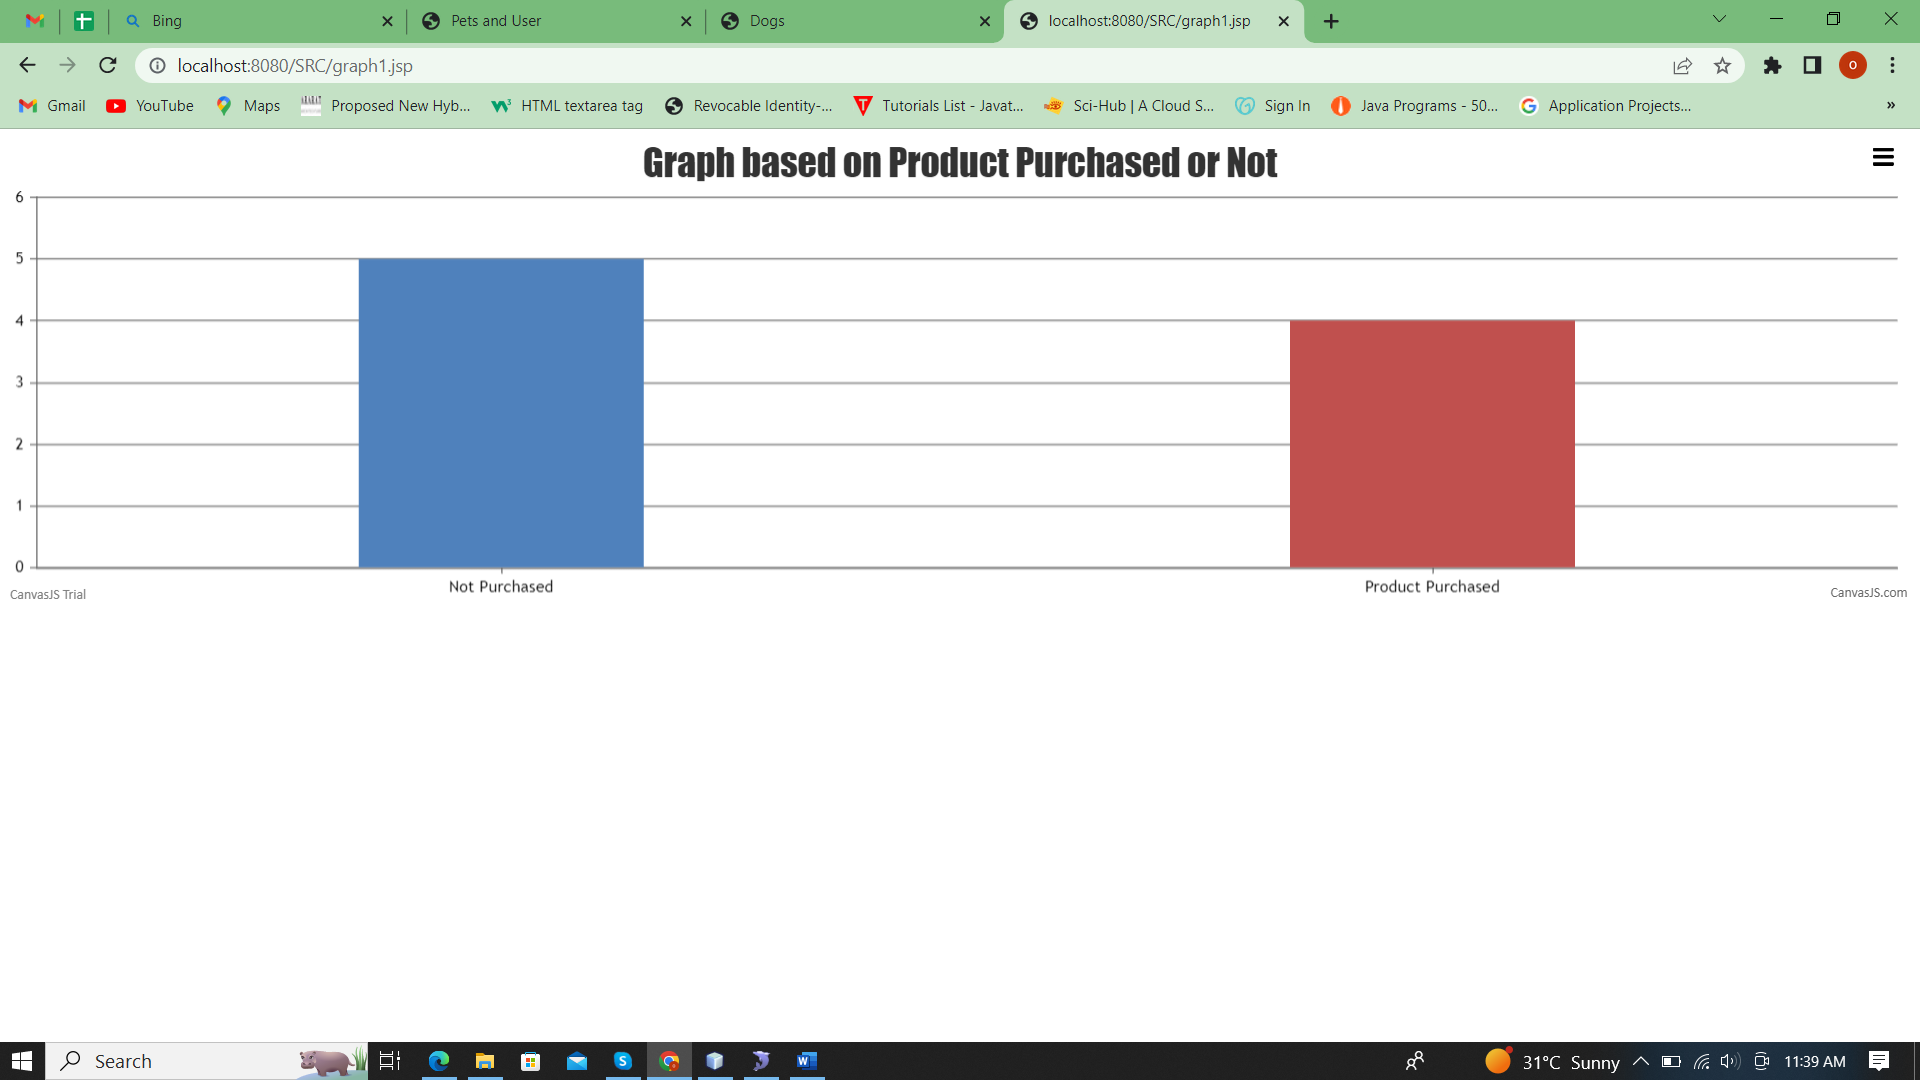 Bing
Pets and User
Dogs
localhost:8080/SRC/graph1.jsp
localhost:8080/SRC/graph1.jsp
O
Gmail
YouTube
Maps
Proposed New Hyb...
HTML textarea tag
Revocable Identity-...
Tutorials List - Javat...
Sci-Hub | A Cloud S...
Sign In
Java Programs - 50...
Application Projects...
»
Graph based on Product Purchased or Not
6
5
4
3
2
1
0
Not Purchased
Product Purchased
CanvasJS Trial
CanvasJS.com
Search
31°C Sunny
11:39 AM